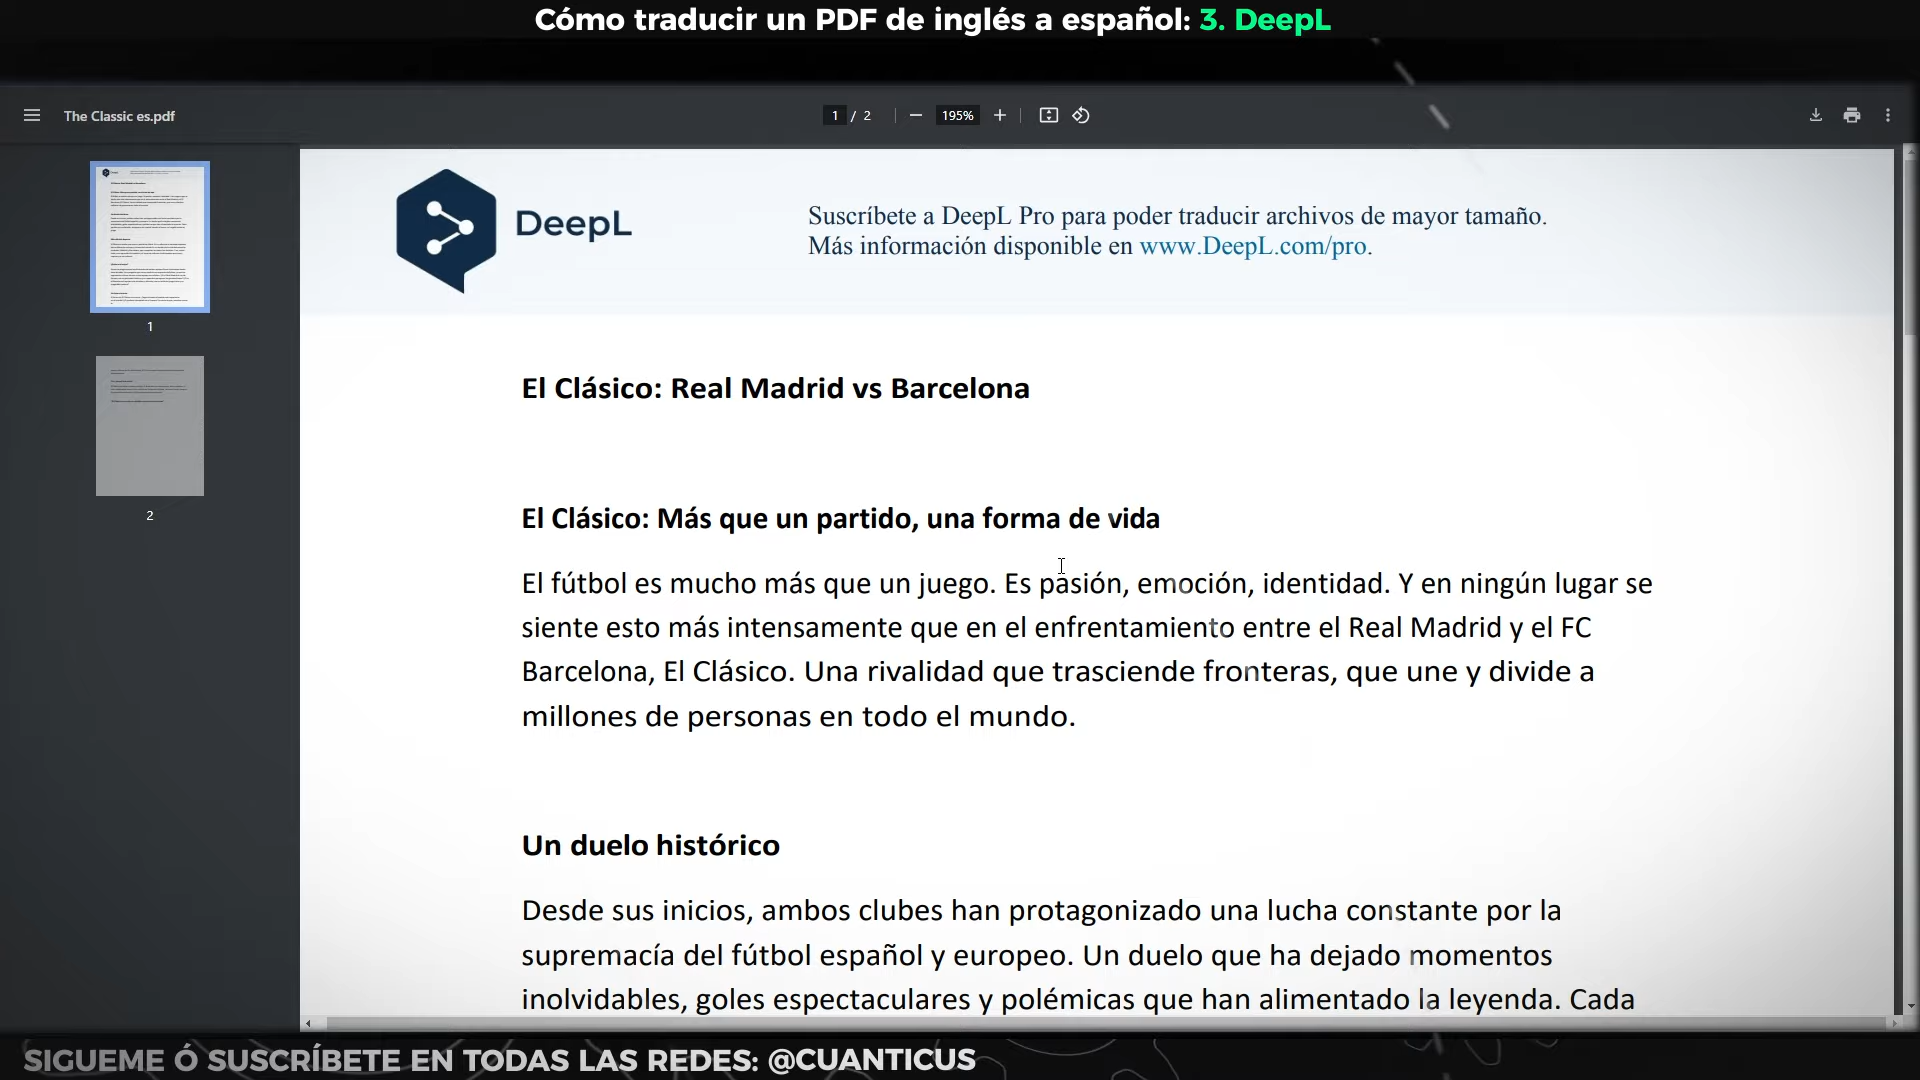 Cómo traducir un PDF de inglés a español: 3. DeepL
The Classic es.pdf
1 / 2
195%
DeepL
Suscríbete a DeepL Pro para poder traducir archivos de mayor tamaño.
Más información disponible en www.DeepL.com/pro.
1
2
El Clásico: Real Madrid vs Barcelona
El Clásico: Más que un partido, una forma de vida
El fútbol es mucho más que un juego. Es pasión, emoción, identidad. Y en ningún lugar se
siente esto más intensamente que en el enfrentamiento entre el Real Madrid y el FC
Barcelona, El Clásico. Una rivalidad que trasciende fronteras, que une y divide a
millones de personas en todo el mundo.
Un duelo histórico
Desde sus inicios, ambos clubes han protagonizado una lucha constante por la
supremacía del fútbol español y europeo. Un duelo que ha dejado momentos
inolvidables, goles espectaculares y polémicas que han alimentado la leyenda. Cada
SIGUEME Ó SUSCRÍBETE EN TODAS LAS REDES: @CUANTICUS